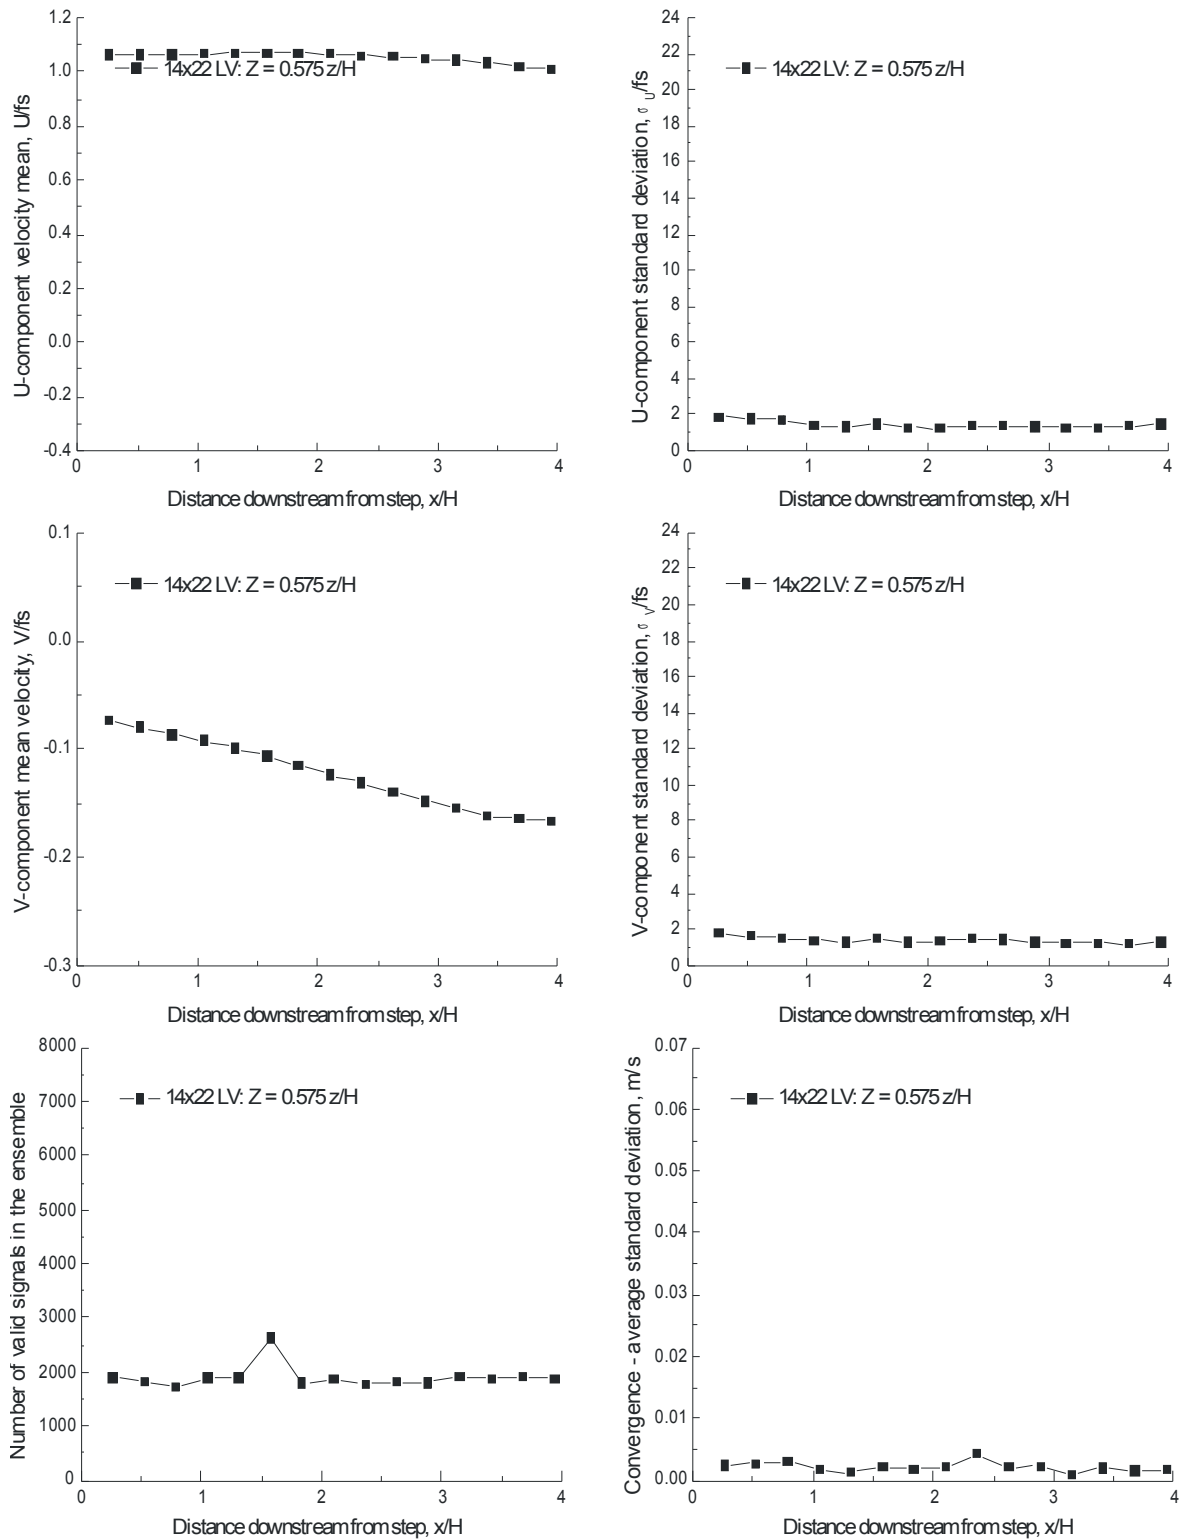 U-component velocity mean, U/fs
1.2
1.0
0.8
0.6
0.4
0.2
0.0
-0.2
-0.4
14x22 LV: Z = 0.575 z/H
0 1 2 3 4
Distance downstream from step, x/H
U-component standard deviation, σU/fs
24
22
20
18
16
14
12
10
8
6
4
2
0
14x22 LV: Z = 0.575 z/H
0 1 2 3 4
Distance downstream from step, x/H
V-component mean velocity, V/fs
0.1
0.0
-0.1
-0.2
-0.3
14x22 LV: Z = 0.575 z/H
0 1 2 3 4
Distance downstream from step, x/H
V-component standard deviation, σV/fs
24
22
20
18
16
14
12
10
8
6
4
2
0
14x22 LV: Z = 0.575 z/H
0 1 2 3 4
Distance downstream from step, x/H
Number of valid signals in the ensemble
8000
7000
6000
5000
4000
3000
2000
1000
0
14x22 LV: Z = 0.575 z/H
0 1 2 3 4
Distance downstream from step, x/H
Convergence - average standard deviation, m/s
0.07
0.06
0.05
0.04
0.03
0.02
0.01
0.00
14x22 LV: Z = 0.575 z/H
0 1 2 3 4
Distance downstream from step, x/H